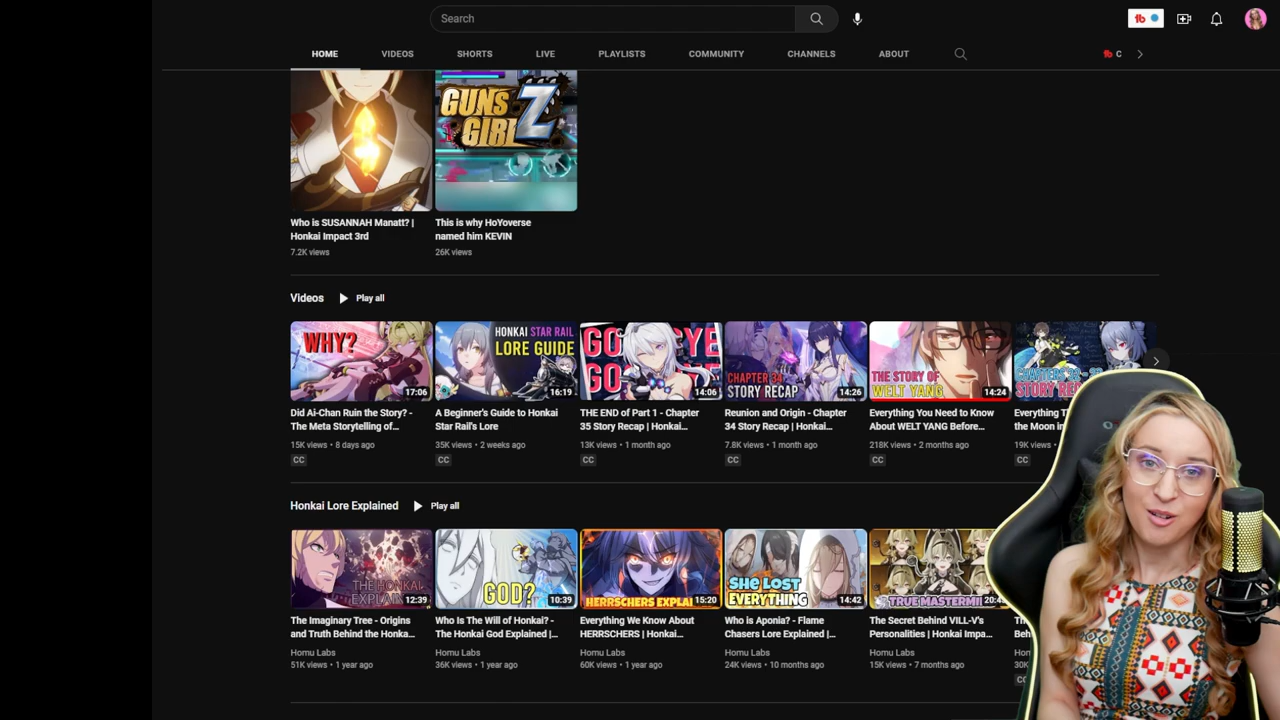 Search
HOME VIDEOS SHORTS LIVE PLAYLISTS COMMUNITY CHANNELS ABOUT
C
GUNS
GIRL Z
Who is SUSANNAH Manatt? |
Honkai Impact 3rd
7.2K views
This is why HoYoverse
named him KEVIN
26K views
Videos Play all
WHY?
17:06
HONKAI STAR RAIL
LORE GUIDE
16:19
14:06
CHAPTER 34
STORY RECAP
14:26
THE STORY OF
WELT YANG
14:24
Did Ai-Chan Ruin the Story? -
The Meta Storytelling of...
15K views • 8 days ago
CC
A Beginner's Guide to Honkai
Star Rail's Lore
35K views • 2 weeks ago
CC
THE END of Part 1 - Chapter
35 Story Recap | Honkai...
13K views • 1 month ago
CC
Reunion and Origin - Chapter
34 Story Recap | Honkai...
7.8K views • 1 month ago
CC
Everything You Need to Know
About WELT YANG Before...
218K views • 2 months ago
CC
Everything
the Moon in
19K views •
CC
Honkai Lore Explained Play all
THE HONKAI
12:39
GOD?
10:39
HERRSCHERS
15:20
SHE LOST
EVERYTHING
14:42
TRUE
The Imaginary Tree - Origins
and Truth Behind the Honka...
Homu Labs
51K views • 1 year ago
Who Is The Will of Honkai? -
The Honkai God Explained |...
Homu Labs
36K views • 1 year ago
Everything We Know About
HERRSCHERS | Honkai...
Homu Labs
60K views • 1 year ago
Who is Aponia? - Flame
Chasers Lore Explained |...
Homu Labs
24K views • 10 months ago
The Secret Behind VILL-V's
Personalities | Honkai Impa...
Homu Labs
15K views • 7 months ago